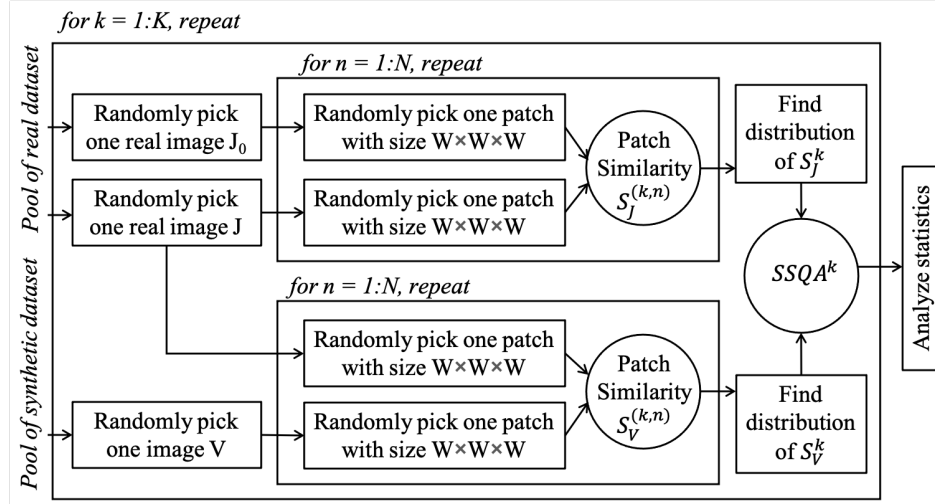 for k = 1:K, repeat
Pool of real dataset
Randomly pick
one real image J₀
Randomly pick
one real image J
for n = 1:N, repeat
Randomly pick one patch
with size W×W×W
Randomly pick one patch
with size W×W×W
Patch
Similarity
S_J^(k,n)
Find
distribution
of S_J^k
SSQA^k
Analyze statistics
Pool of synthetic dataset
Randomly pick
one image V
for n = 1:N, repeat
Randomly pick one patch
with size W×W×W
Randomly pick one patch
with size W×W×W
Patch
Similarity
S_V^(k,n)
Find
distribution
of S_V^k